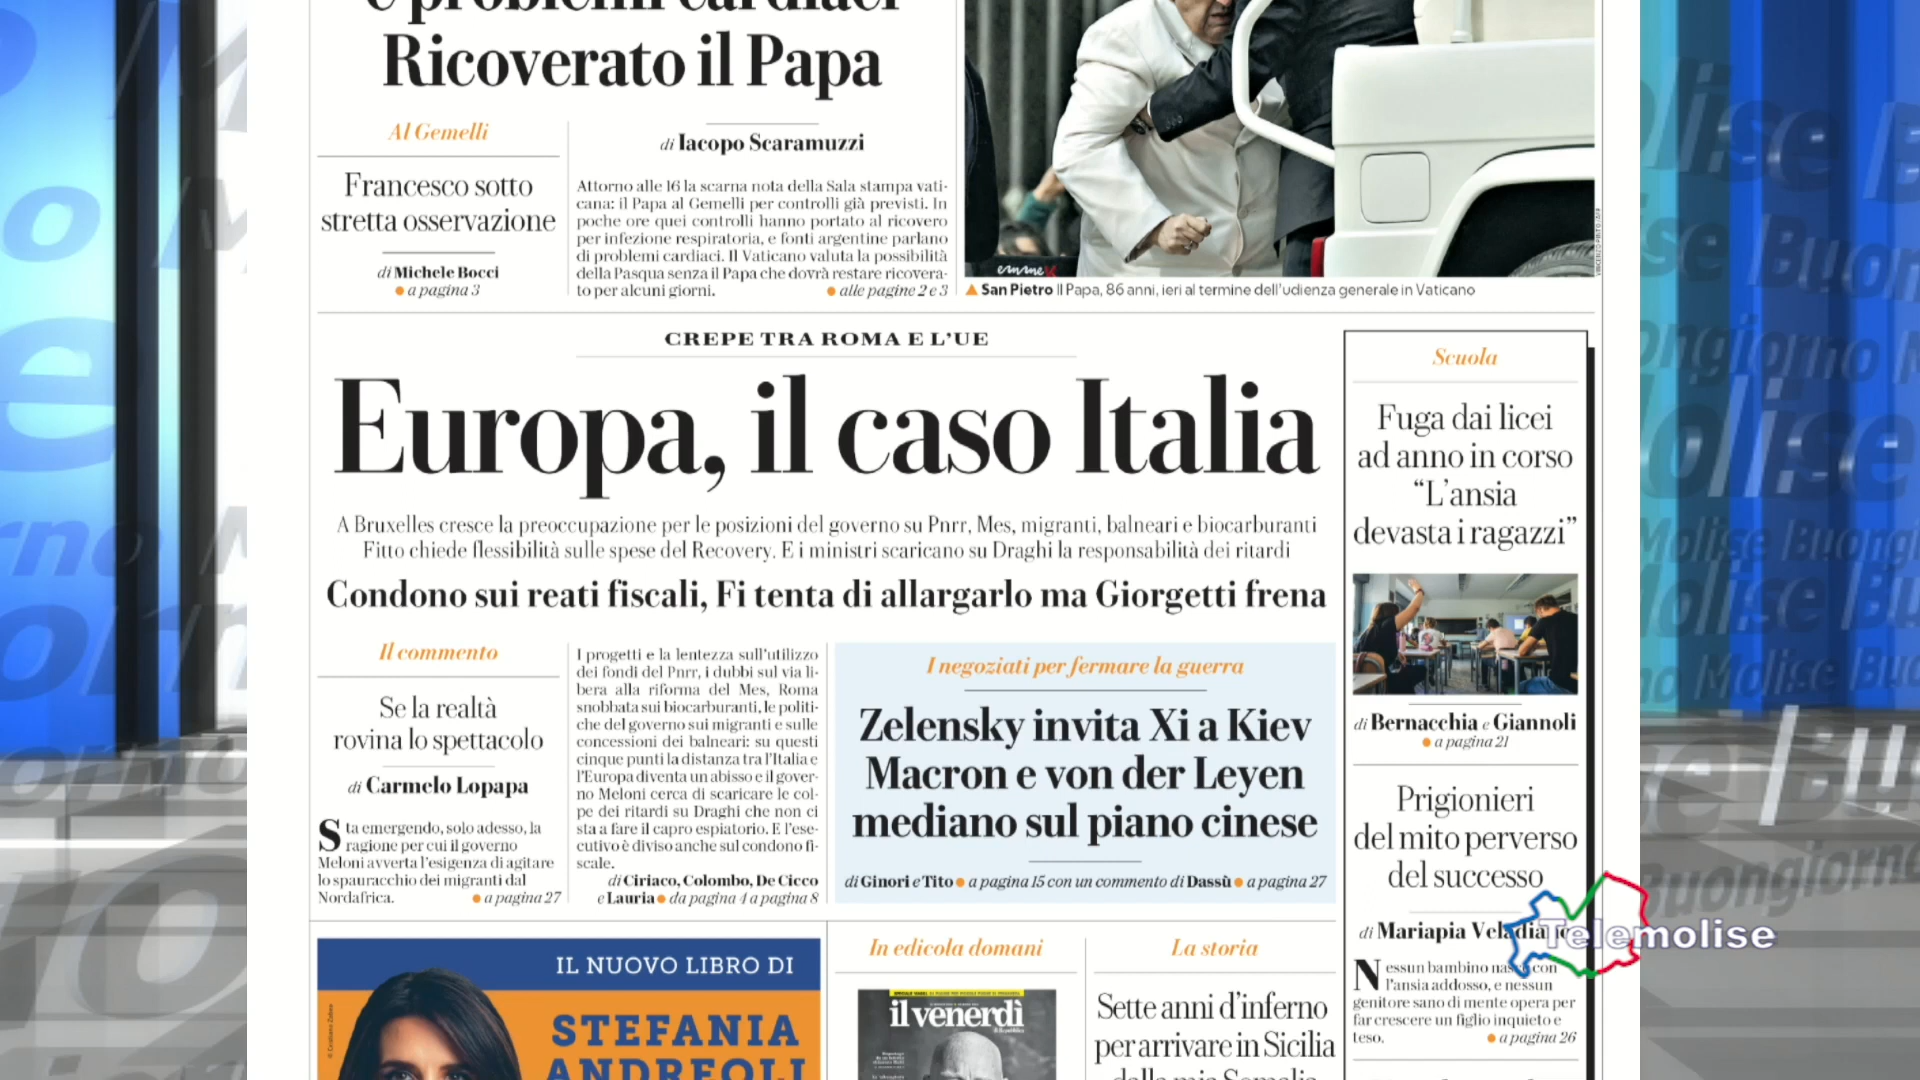 e problemi cardiaci
Ricoverato il Papa
Al Gemelli
Francesco sotto
stretta osservazione
di Michele Bocci
● a pagina 3
di Iacopo Scaramuzzi
Attorno alle 16 la scarna nota della Sala stampa vati-
cana: il Papa al Gemelli per controlli già previsti. In
poche ore quei controlli hanno portato al ricovero
per infezione respiratoria, e fonti argentine parlano
di problemi cardiaci. Il Vaticano valuta la possibilità
della Pasqua senza il Papa che dovrà restare ricovera-
to per alcuni giorni.
● alle pagine 2 e 3
emme
▲ San Pietro Il Papa, 86 anni, ieri al termine dell'udienza generale in Vaticano
CREPE TRA ROMA E L'UE
Europa, il caso Italia
A Bruxelles cresce la preoccupazione per le posizioni del governo su Pnrr, Mes, migranti, balneari e biocarburanti
Fitto chiede flessibilità sulle spese del Recovery. E i ministri scaricano su Draghi la responsabilità dei ritardi
Condono sui reati fiscali, Fi tenta di allargarlo ma Giorgetti frena
Il commento
Se la realtà
rovina lo spettacolo
di Carmelo Lopapa
Sta emergendo, solo adesso, la
ragione per cui il governo
Meloni avverta l'esigenza di agitare
lo spauracchio dei migranti dal
Nordafrica.
● a pagina 27
I progetti e la lentezza sull'utilizzo
dei fondi del Pnrr, i dubbi sul via li-
bera alla riforma del Mes, Roma
snobbata sui biocarburanti, le politi-
che del governo sui migranti e sulle
concessioni dei balneari: su questi
cinque punti la distanza tra l'Italia e
l'Europa diventa un abisso e il gover-
no Meloni cerca di scaricare le col-
pe dei ritardi su Draghi che non ci
sta a fare il capro espiatorio. E l'ese-
cutivo è diviso anche sul condono fi-
scale.
di Ciriaco, Colombo, De Cicco
e Lauria ● da pagina 4 a pagina 8
I negoziati per fermare la guerra
Zelensky invita Xi a Kiev
Macron e von der Leyen
mediano sul piano cinese
di Ginori e Tito ● a pagina 15 con un commento di Dassù ● a pagina 27
Scuola
Fuga dai licei
ad anno in corso
“L'ansia
devasta i ragazzi”
di Bernacchia e Giannoli
● a pagina 21
Prigionieri
del mito perverso
del successo
di Mariapia Veladiano
Nessun bambino nasce con
l'ansia addosso, e nessun
genitore sano di mente opera per
far crescere un figlio inquieto e
teso.
● a pagina 26
Telemolise
IL NUOVO LIBRO DI
STEFANIA
ANDREOLI
In edicola domani
il venerdì
La storia
Sette anni d'inferno
per arrivare in Sicilia
dalla mia Somalia
Molise Buongiorno
Buongiorno